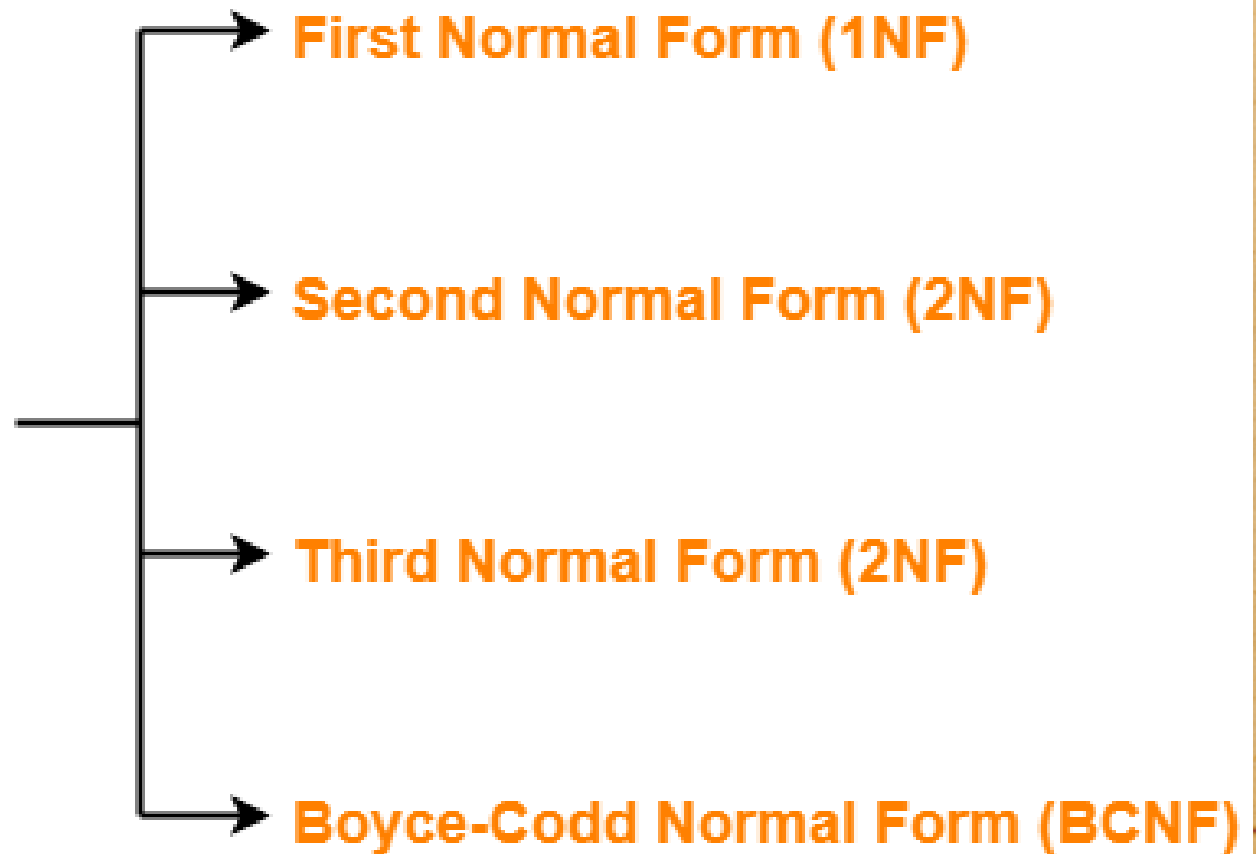 First Normal Form (1NF)
Second Normal Form (2NF)
Third Normal Form (2NF)
Boyce-Codd Normal Form (BCNF)